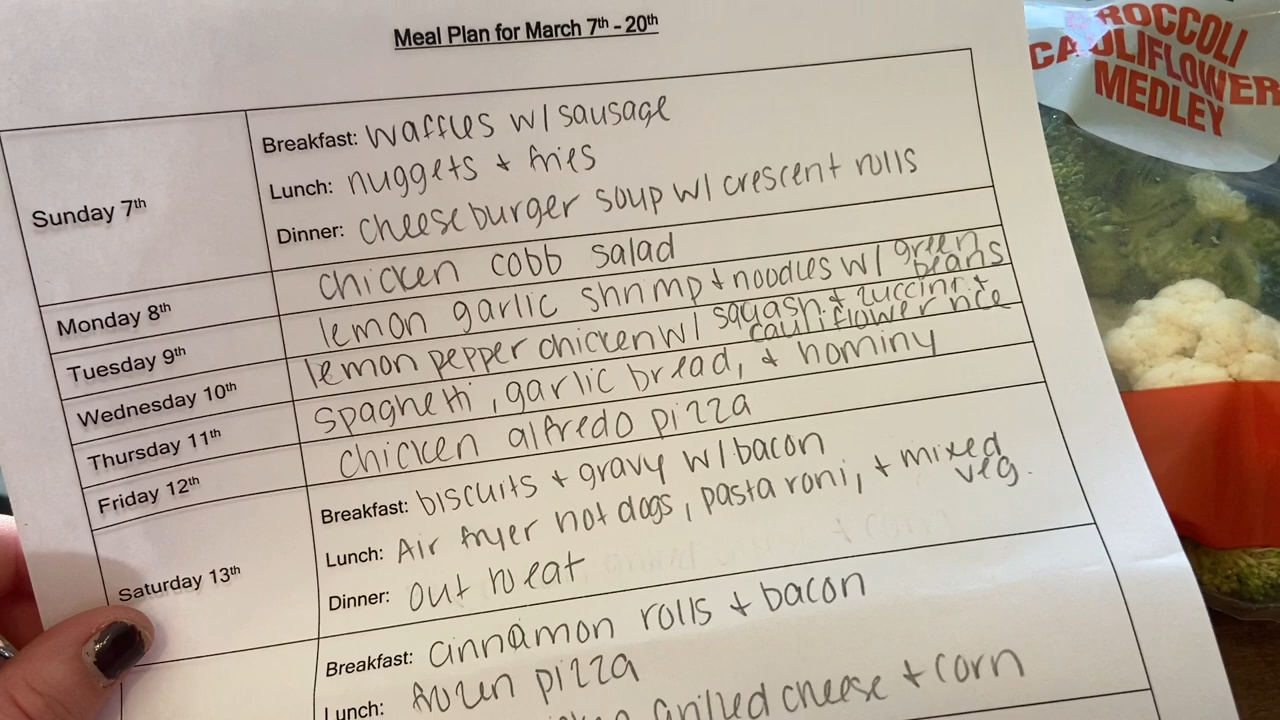 Meal Plan for March 7th - 20th
Sunday 7th
Breakfast: waffles w/ sausage
Lunch: nuggets + fries
Dinner: cheeseburger soup w/ crescent rolls
Monday 8th
chicken cobb salad
Tuesday 9th
lemon garlic shrimp + noodles w/ green
beans
Wednesday 10th
lemon pepper chicken w/ squash + zuccini +
cauliflower rice
Thursday 11th
spaghetti, garlic bread, + hominy
Friday 12th
chicken alfredo pizza
Saturday 13th
Breakfast: biscuits + gravy w/ bacon
Lunch: Air fryer hot dogs, pasta roni, + mixed
veg.
Dinner: out to eat
Breakfast: cinnamon rolls + bacon
Lunch: frozen pizza
grilled cheese + corn
BROCCOLI
CAULIFLOWER
MEDLEY